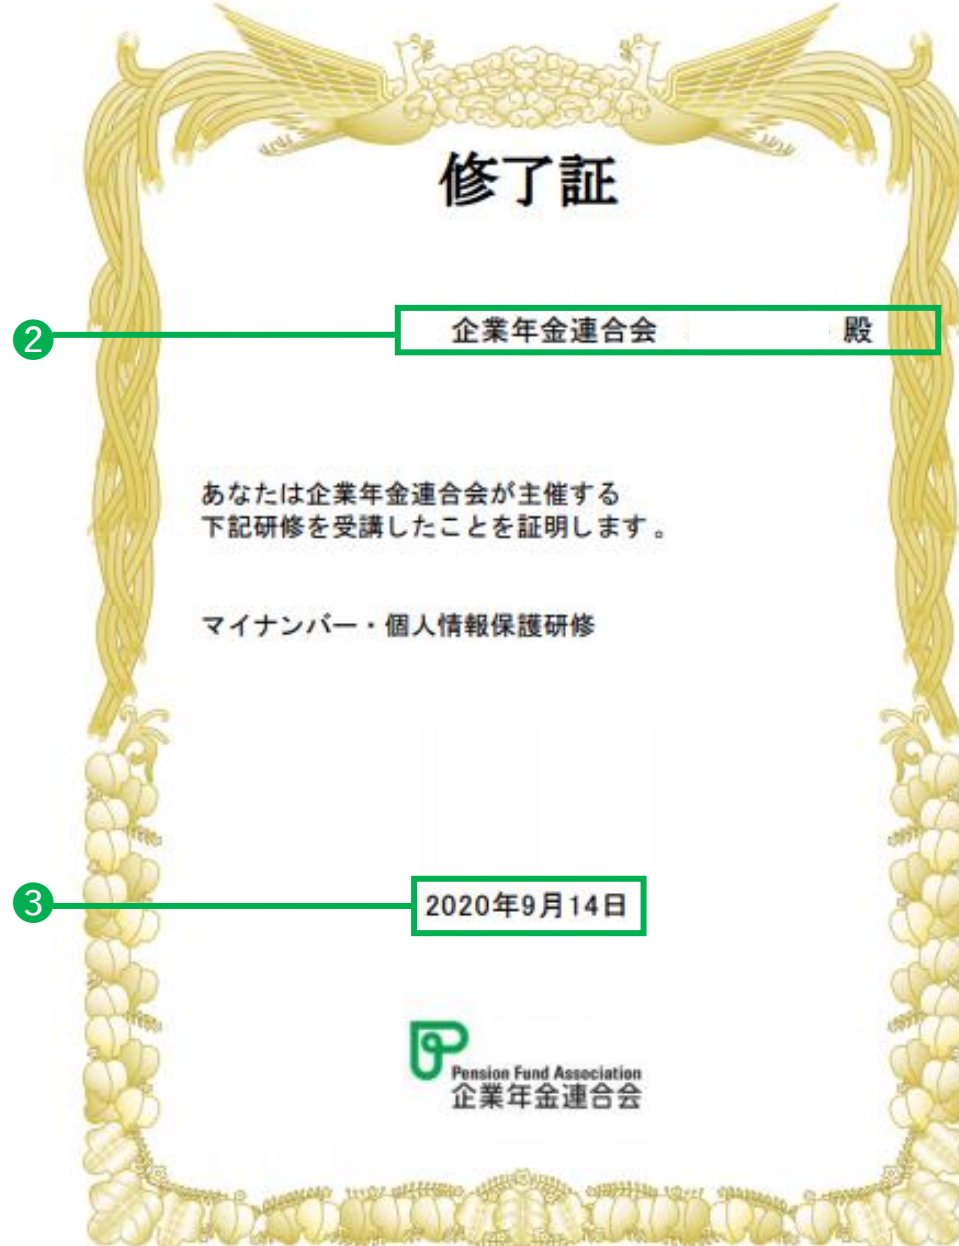 修了証
2
企業年金連合会 殿
あなたは企業年金連合会が主催する
下記研修を受講したことを証明します。
マイナンバー・個人情報保護研修
3
2020年9月14日
Pension Fund Association
企業年金連合会